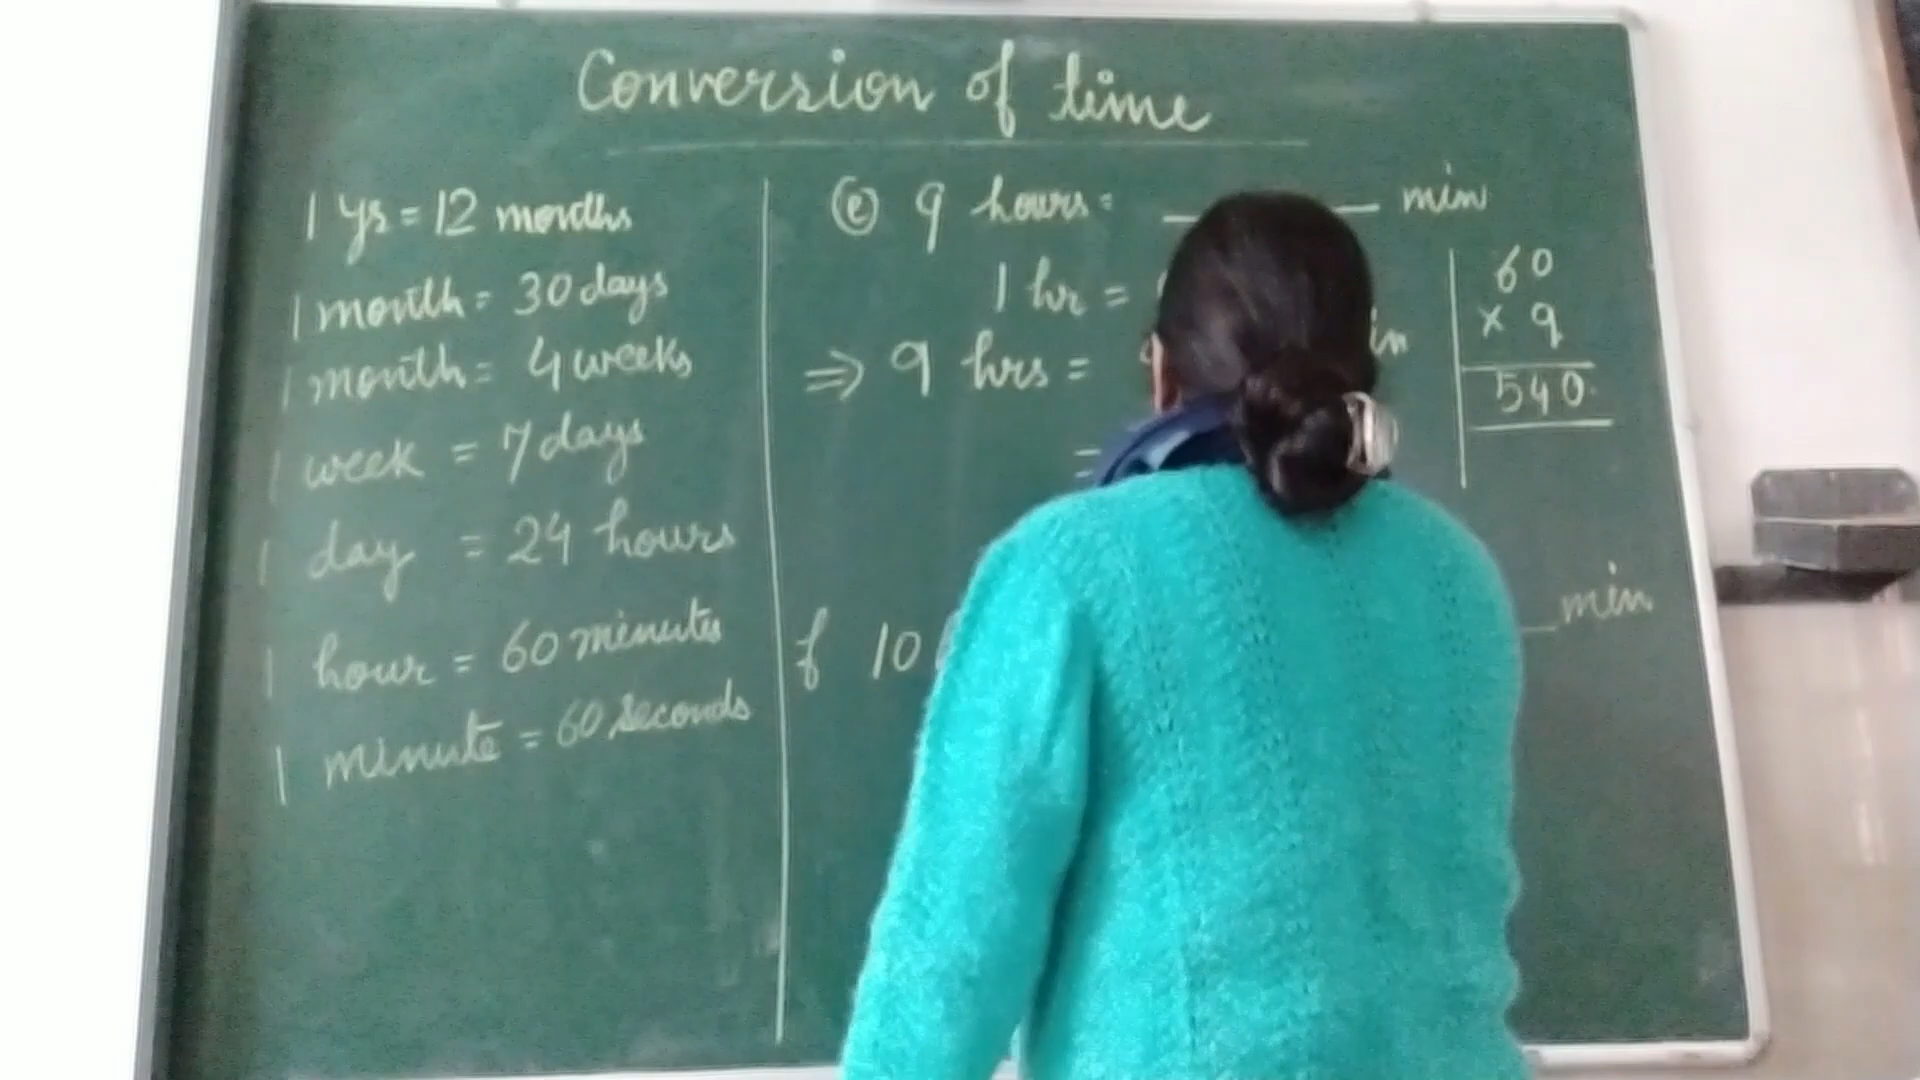 Conversion of time
1 yr = 12 months
1 month = 30 days
1 month = 4 weeks
1 week = 7 days
1 day = 24 hours
1 hour = 60 minutes
1 minute = 60 seconds
(e) 9 hours = ____ min
1 hr =
⇒ 9 hrs =
=
60
× 9
540
f 10 __ min